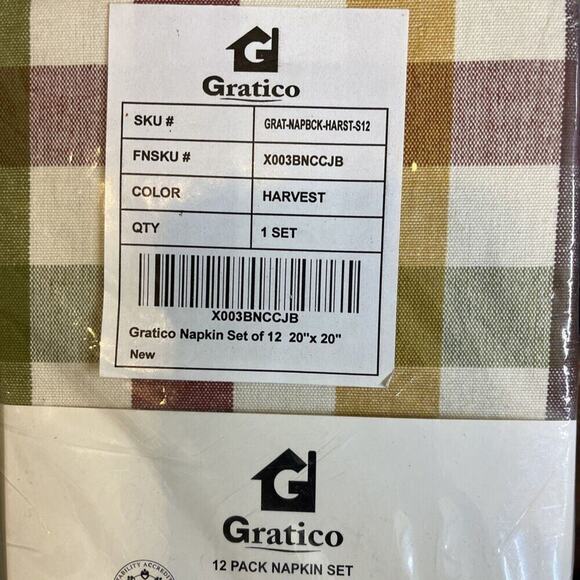 G
Gratico
SKU # GRAT-NAPBCK-HARST-S12
FNSKU # X003BNCCJB
COLOR HARVEST
QTY 1 SET
X003BNCCJB
Gratico Napkin Set of 12 20"x 20"
New
G
Gratico
12 PACK NAPKIN SET